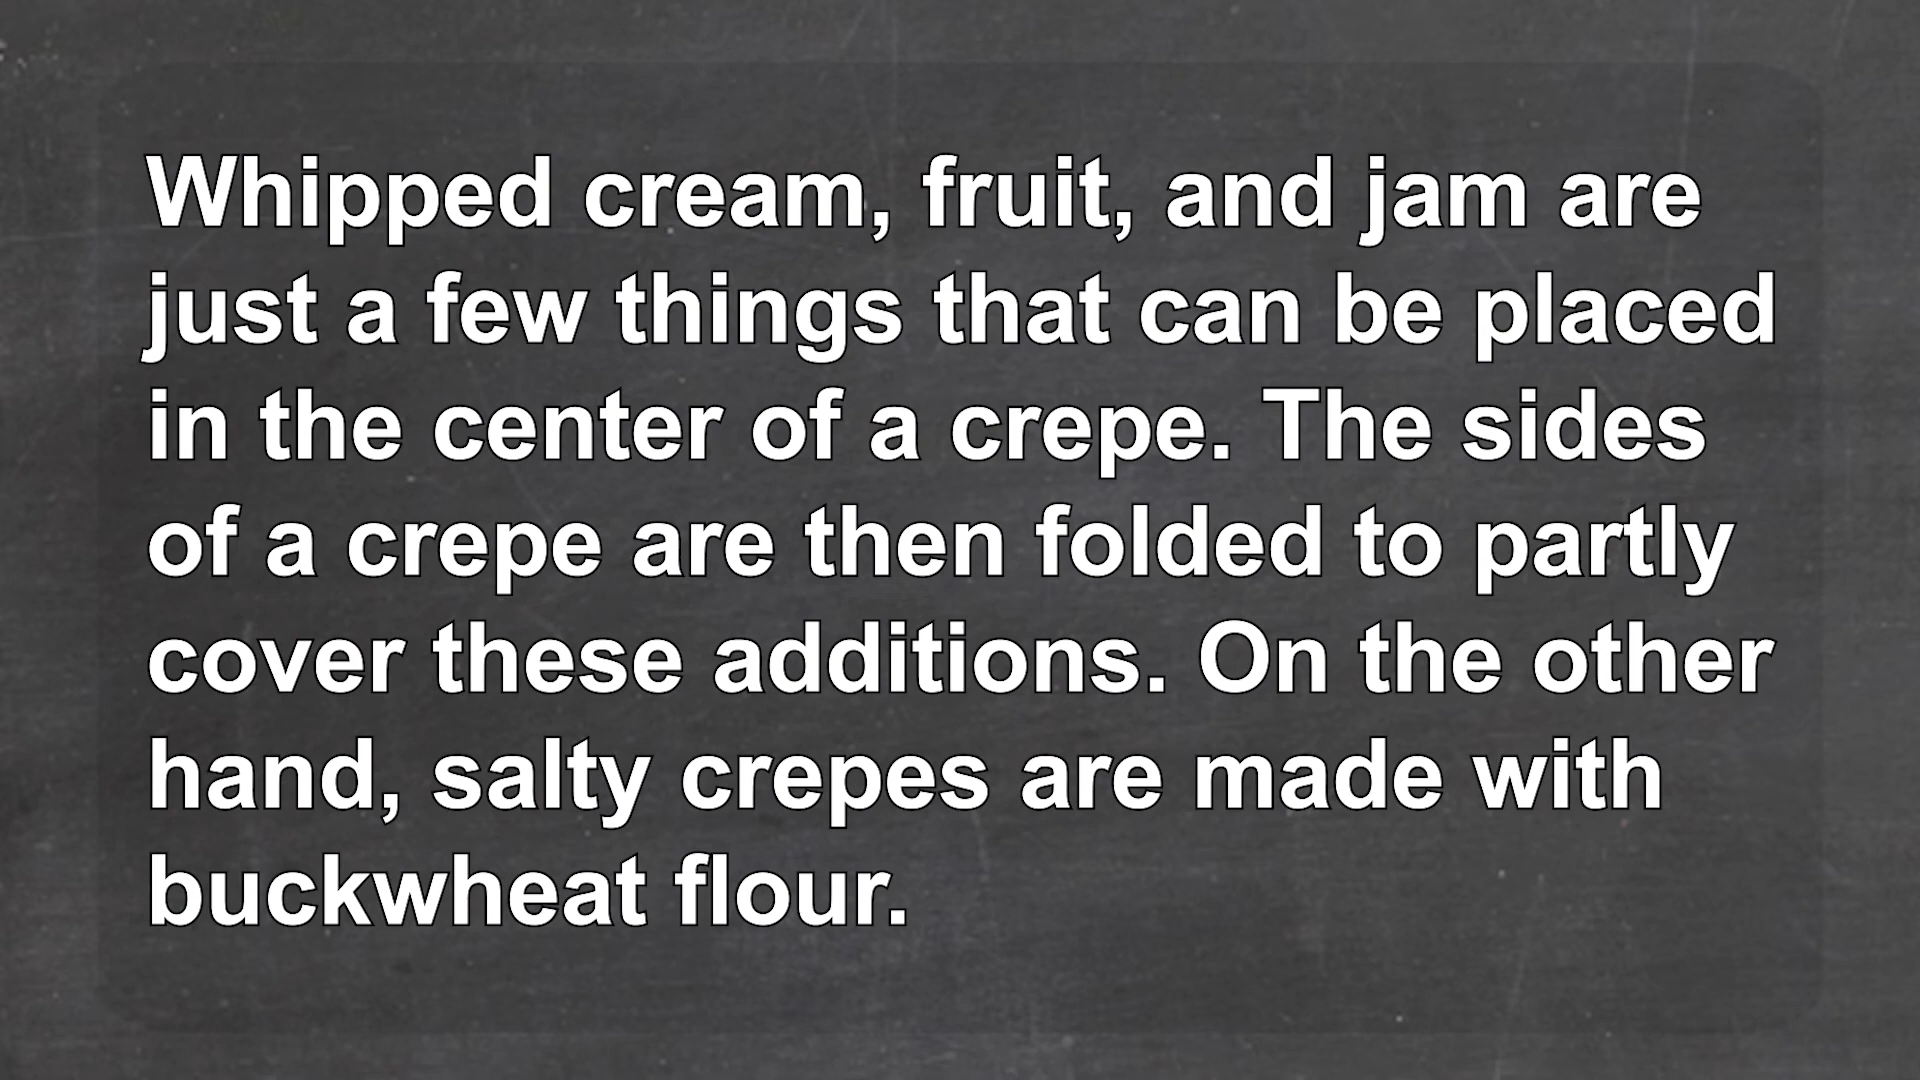 Whipped cream, fruit, and jam are
just a few things that can be placed
in the center of a crepe. The sides
of a crepe are then folded to partly
cover these additions. On the other
hand, salty crepes are made with
buckwheat flour.